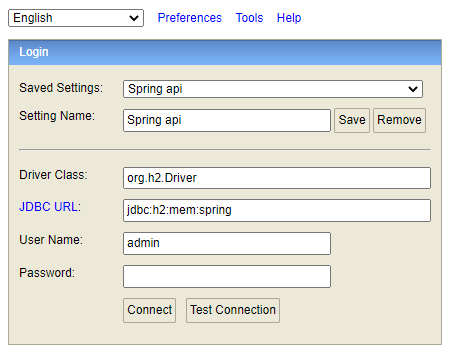 English Preferences Tools Help
Login
Saved Settings: Spring api
Setting Name: Spring api Save Remove
Driver Class: org.h2.Driver
JDBC URL: jdbc:h2:mem:spring
User Name: admin
Password:
Connect Test Connection